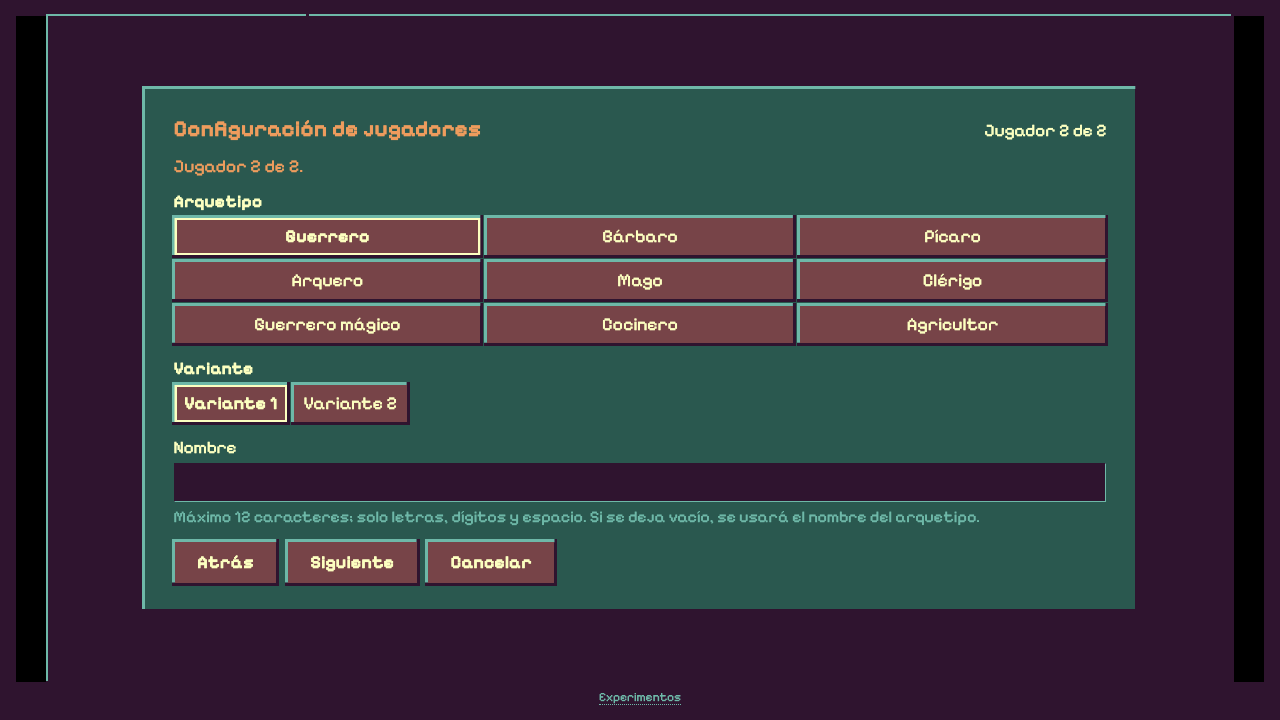 Configuración de jugadores
Jugador 2 de 2
Jugador 2 de 2.
Arquetipo
Guerrero
Bárbaro
Pícaro
Arquero
Mago
Clérigo
Guerrero mágico
Cocinero
Agricultor
Variante
Variante 1
Variante 2
Nombre
Máximo 12 caracteres: solo letras, dígitos y espacio. Si se deja vacío, se usará el nombre del arquetipo.
Atrás
Siguiente
Cancelar
Experimentos